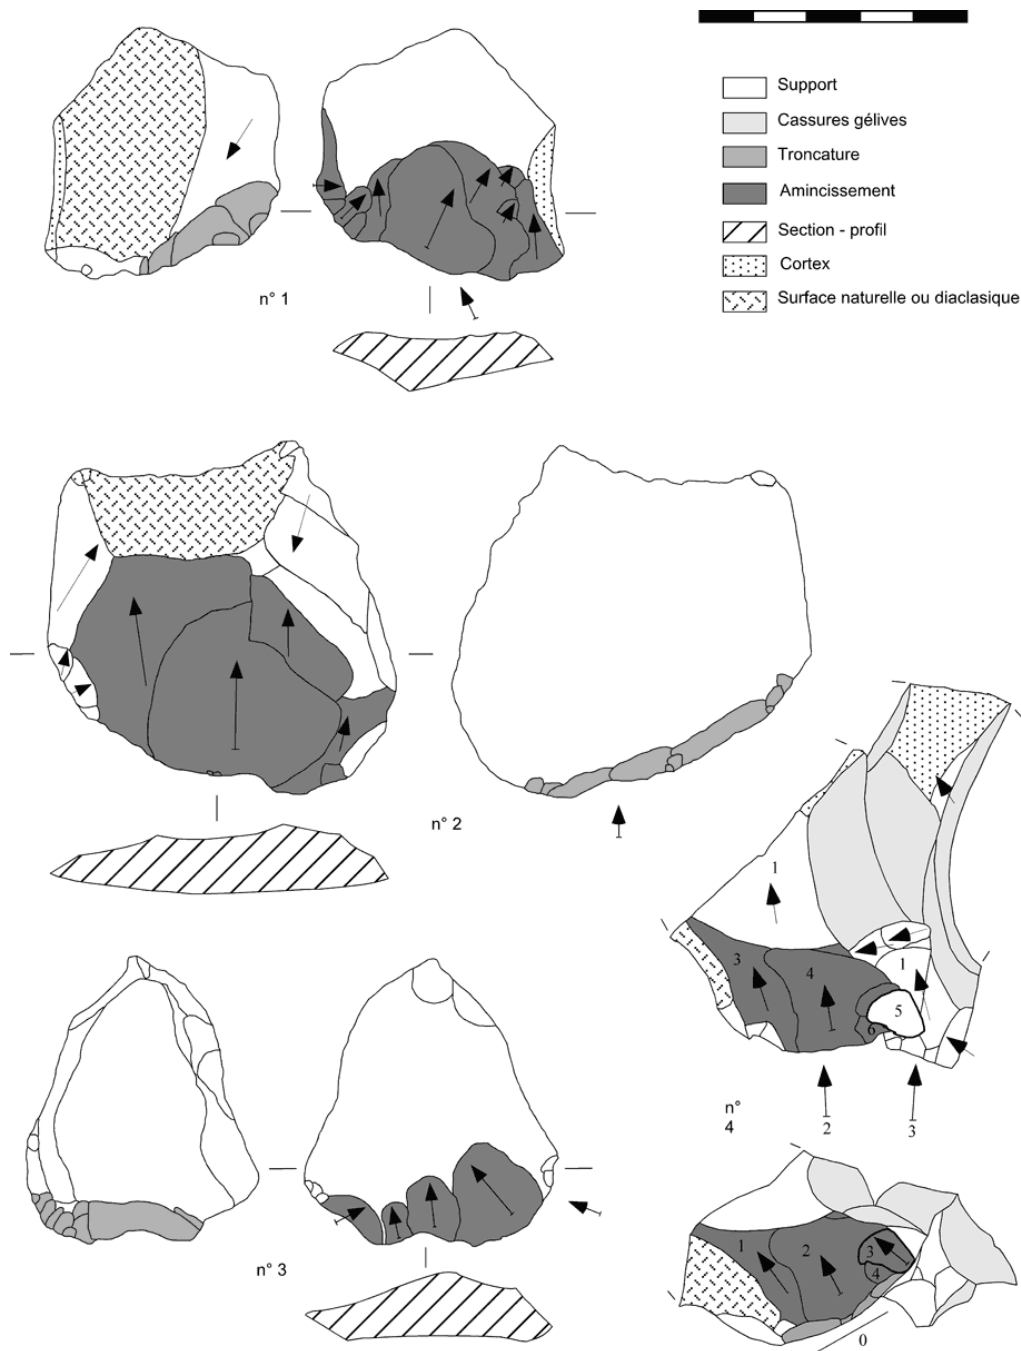 Support
Cassures gélives
Troncature
Amincissement
Section - profil
Cortex
Surface naturelle ou diaclasique
n° 1
n° 2
n° 3
1
3
4
1
5
6
n°
4
2
3
1
2
3
4
0